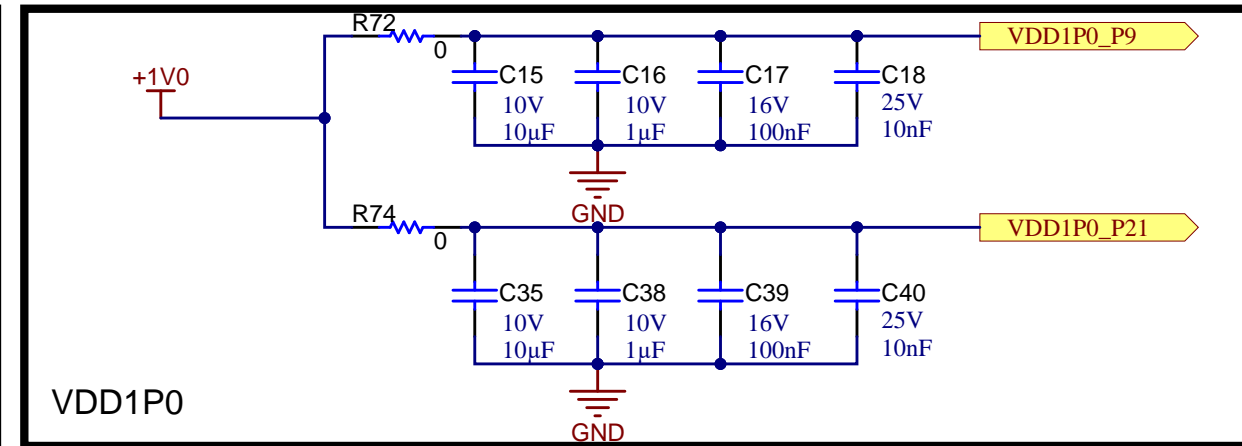 R72
0
VDD1P0_P9
+1V0
C15
10V
10µF
C16
10V
1µF
C17
16V
100nF
C18
25V
10nF
GND
R74
0
VDD1P0_P21
C35
10V
10µF
C38
10V
1µF
C39
16V
100nF
C40
25V
10nF
GND
VDD1P0